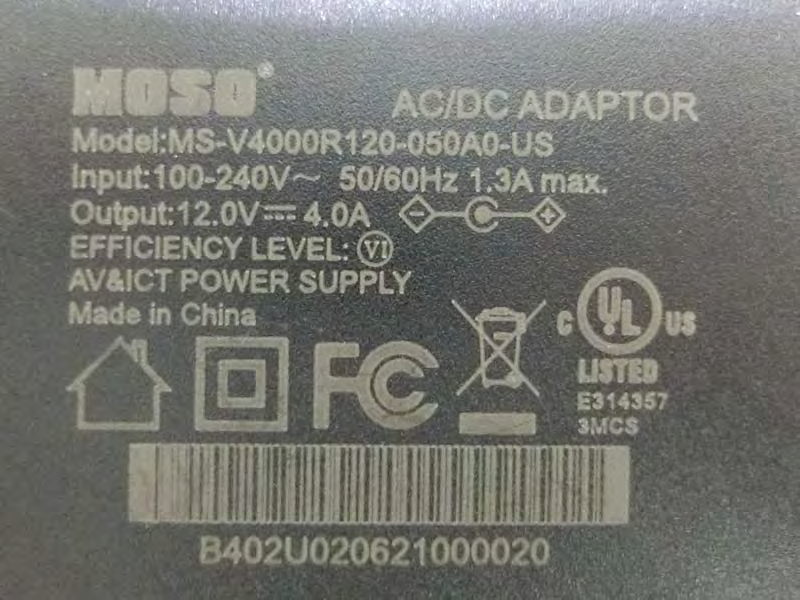 MOSO®
AC/DC ADAPTOR
Model:MS-V4000R120-050A0-US
Input:100-240V~ 50/60Hz 1.3A max.
Output:12.0V⎓4.0A
EFFICIENCY LEVEL: VI
AV&ICT POWER SUPPLY
Made in China
FC
C UL US
LISTED
E314357
3MCS
B402U020621000020